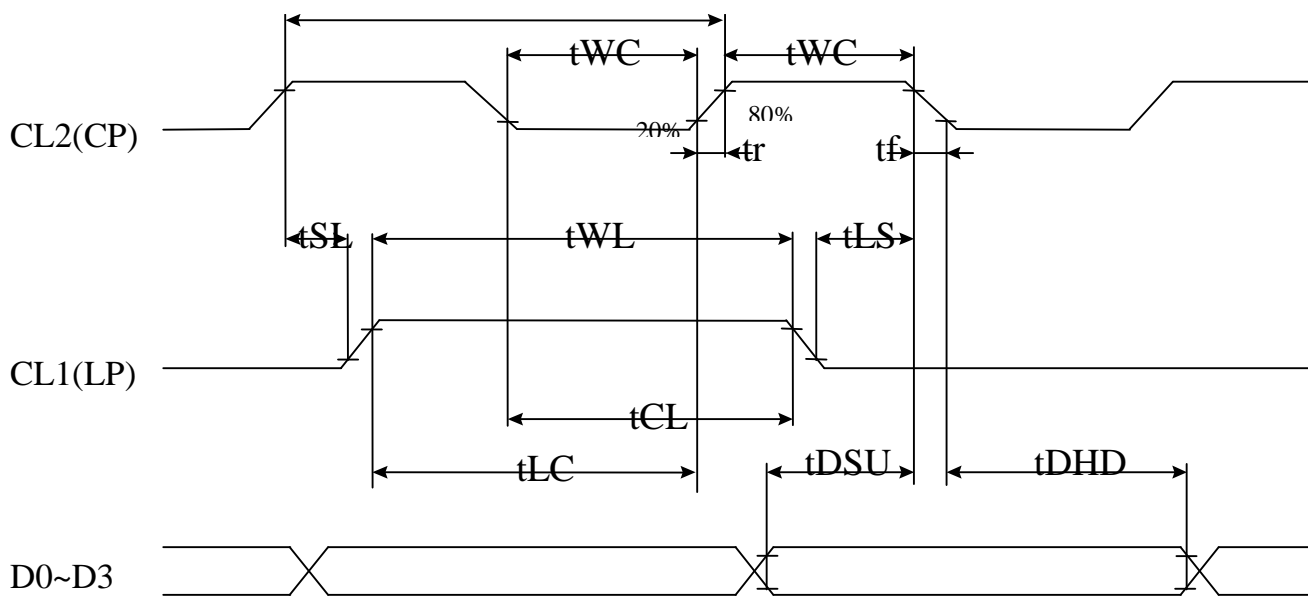 tWC tWC
CL2(CP) 20% 80%
tr tf
tSL tWL tLS
CL1(LP)
tCL
tLC tDSU tDHD
D0~D3